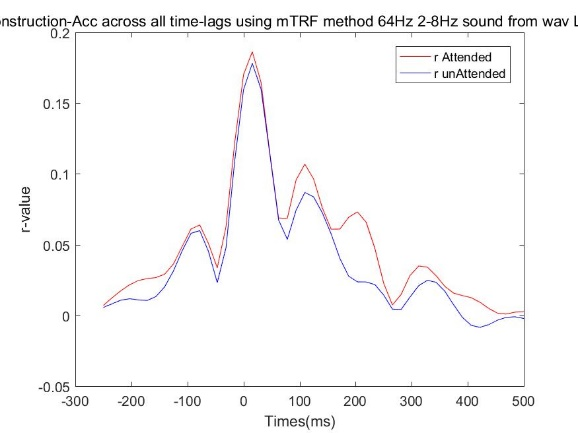 onstruction-Acc across all time-lags using mTRF method 64Hz 2-8Hz sound from wav L
r Attended
r unAttended
0.2
0.15
0.1
0.05
0
-0.05
r-value
-300 -200 -100 0 100 200 300 400 500
Times(ms)